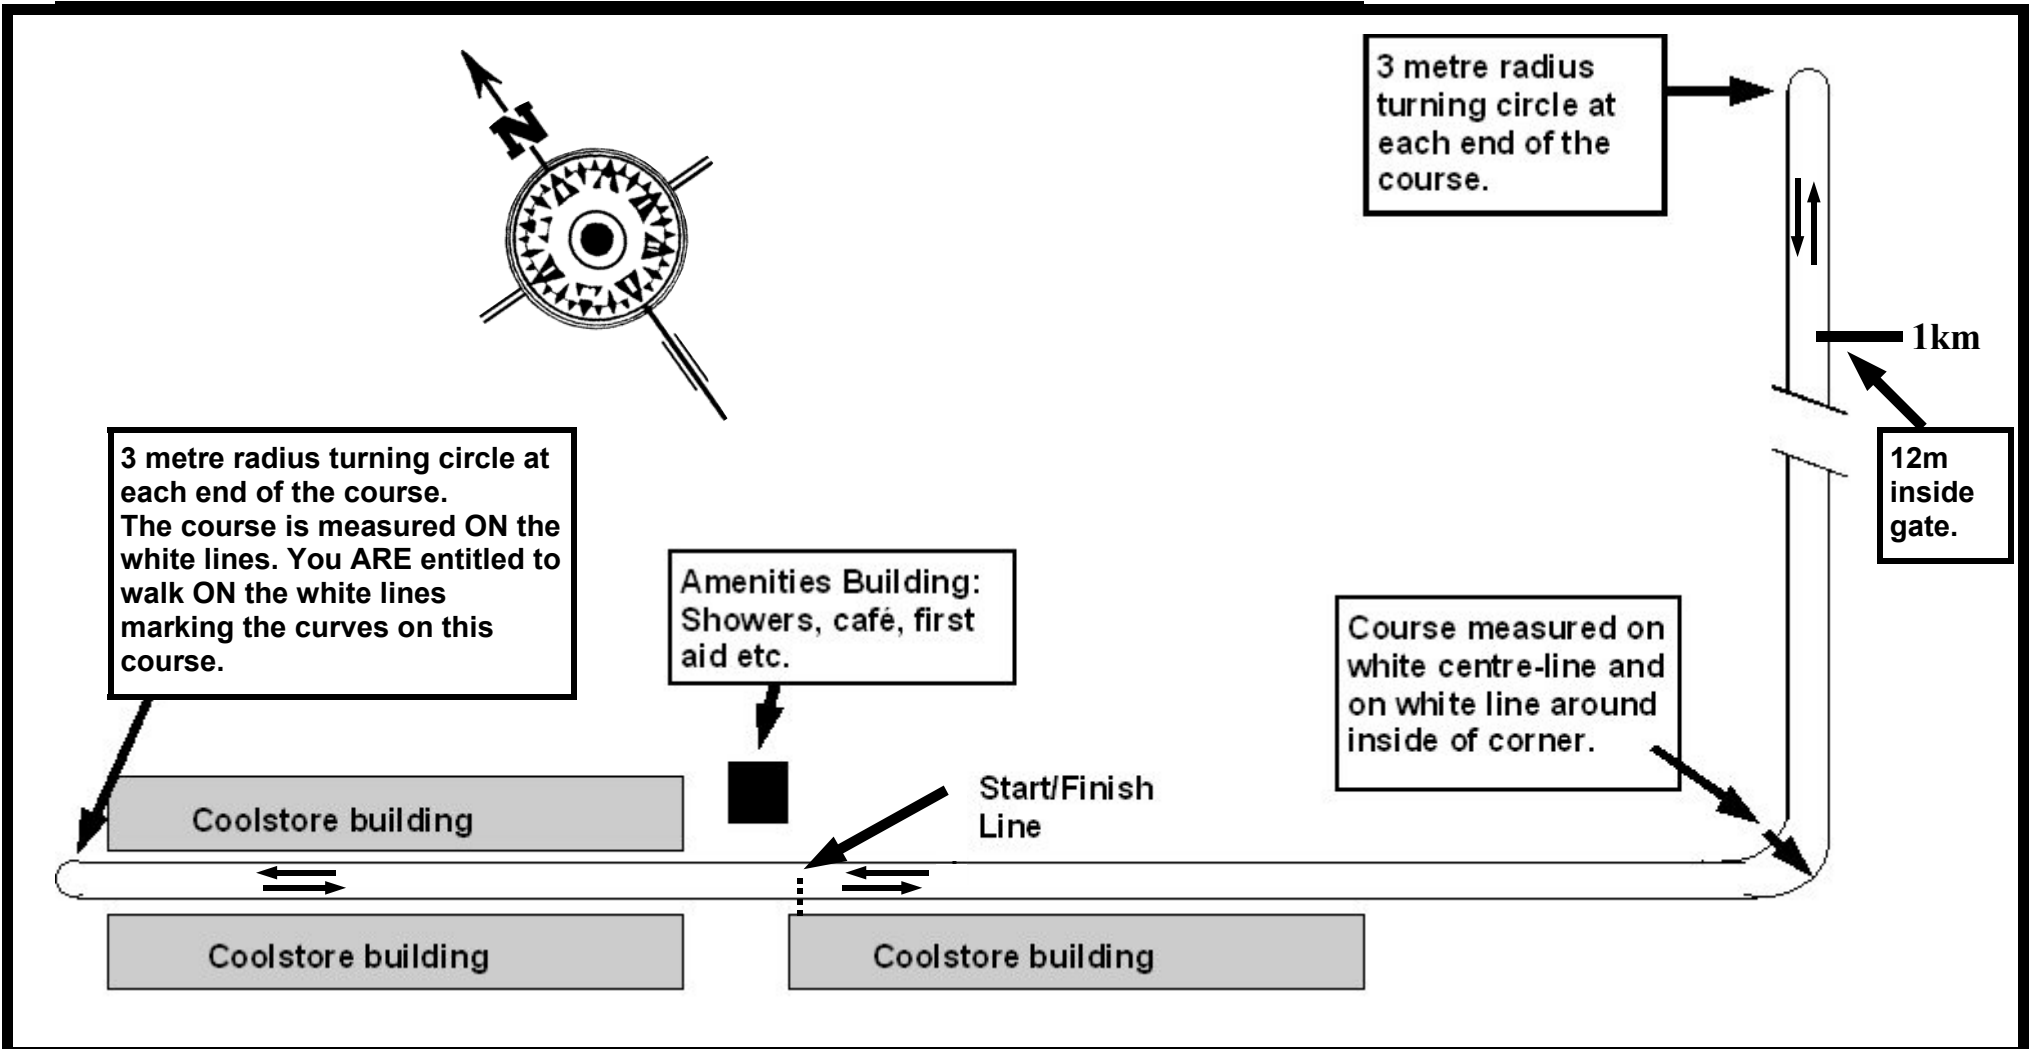 3 metre radius
turning circle at
each end of the
course.
N
1km
12m
inside
gate.
3 metre radius turning circle at
each end of the course.
The course is measured ON the
white lines. You ARE entitled to
walk ON the white lines
marking the curves on this
course.
Amenities Building:
Showers, café, first
aid etc.
Course measured on
white centre-line and
on white line around
inside of corner.
Start/Finish
Line
Coolstore building
Coolstore building
Coolstore building